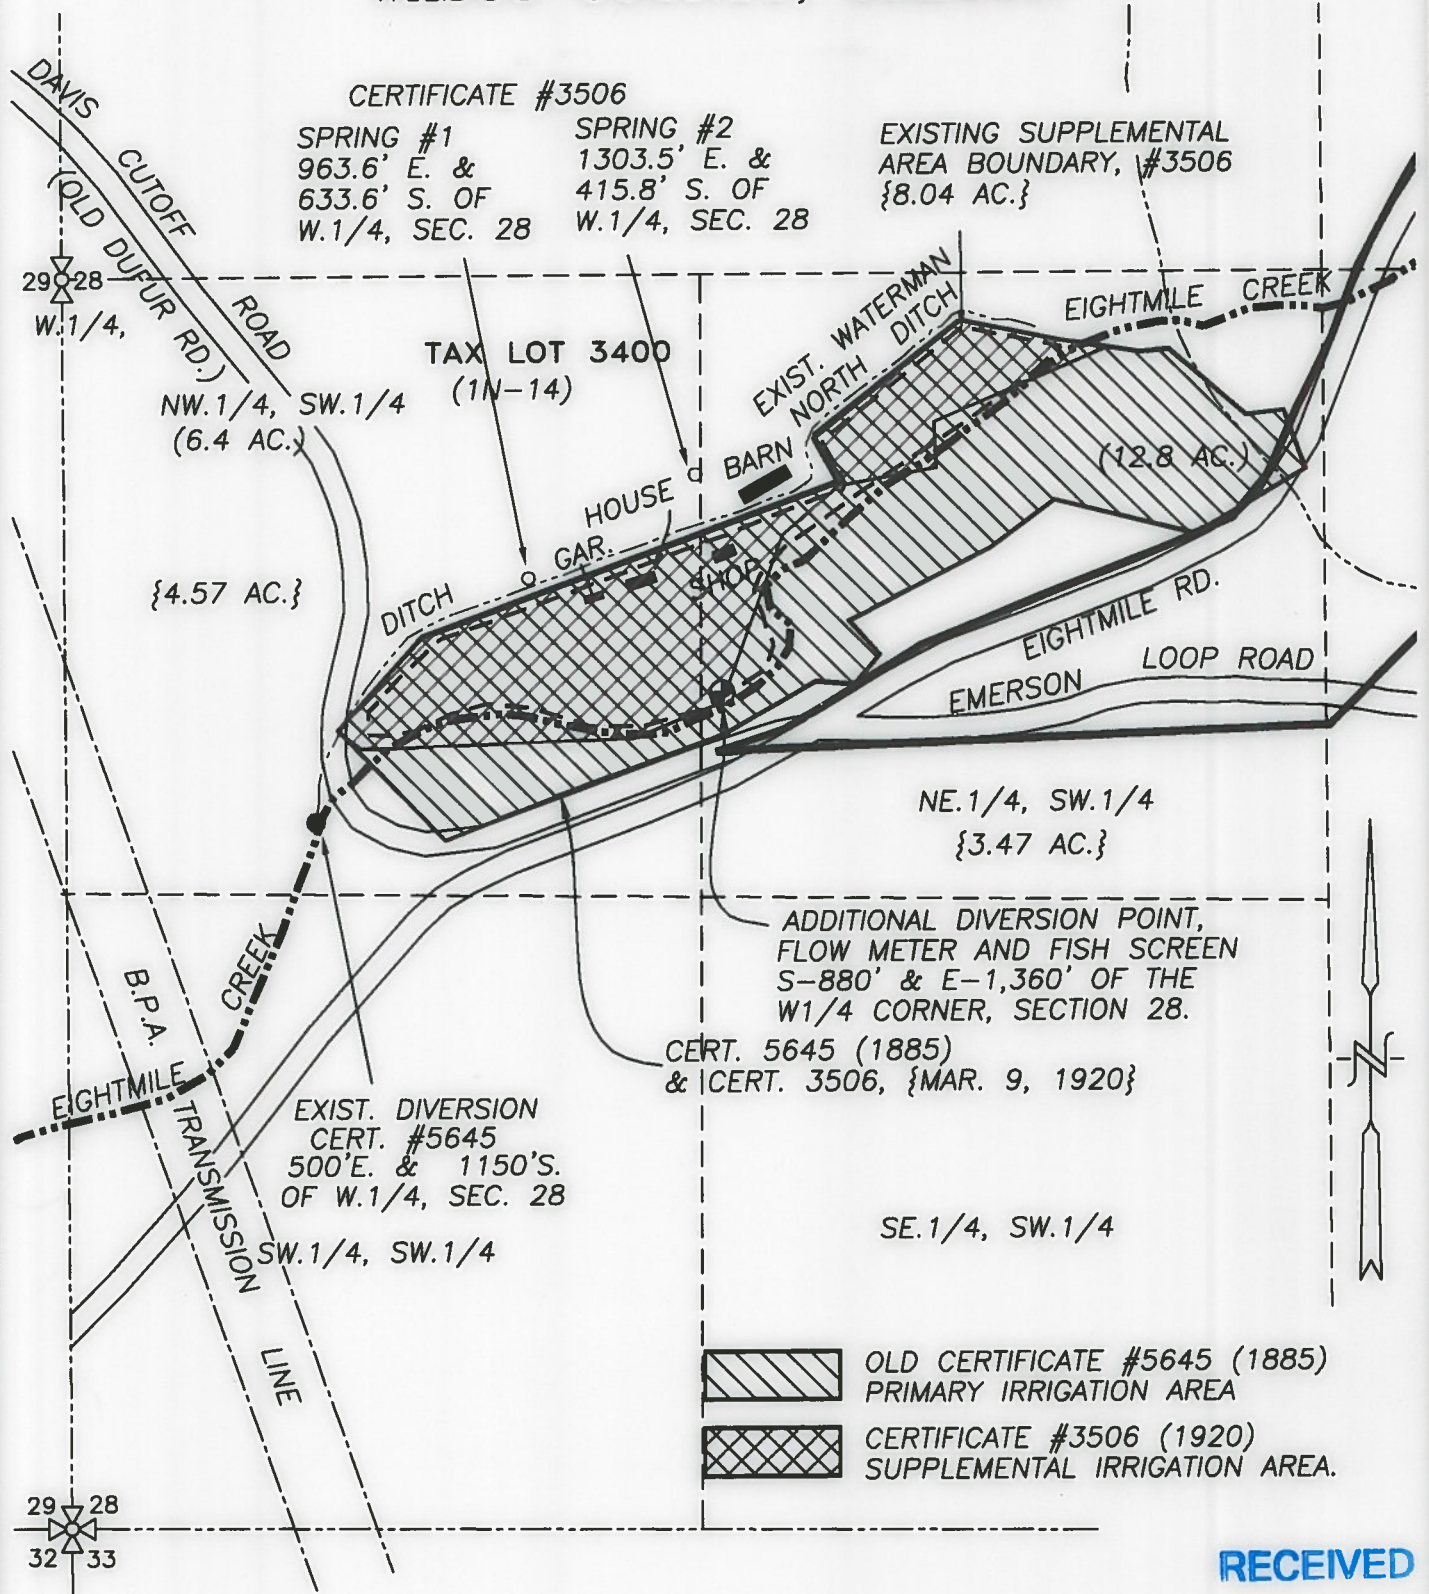 CERTIFICATE #3506
SPRING #1
963.6' E. &
633.6' S. OF
W.1/4, SEC. 28
SPRING #2
1303.5' E. &
415.8' S. OF
W.1/4, SEC. 28
EXISTING SUPPLEMENTAL
AREA BOUNDARY, #3506
{8.04 AC.}
DAVIS CUTOFF ROAD
(OLD DUFUR RD.)
29 28
W.1/4,
TAX LOT 3400
(1N-14)
EXIST. WATERMAN
NORTH DITCH
EIGHTMILE CREEK
NW.1/4, SW.1/4
(6.4 AC.)
(12.8 AC.)
BARN
HOUSE
GAR.
SHOP
DITCH
{4.57 AC.}
EIGHTMILE RD.
EMERSON LOOP ROAD
NE.1/4, SW.1/4
{3.47 AC.}
ADDITIONAL DIVERSION POINT,
FLOW METER AND FISH SCREEN
S-880' & E-1,360' OF THE
W1/4 CORNER, SECTION 28.
CERT. 5645 (1885)
& CERT. 3506, {MAR. 9, 1920}
N
EIGHTMILE CREEK
B.P.A. TRANSMISSION LINE
EXIST. DIVERSION
CERT. #5645
500'E. & 1150'S.
OF W.1/4, SEC. 28
SW.1/4, SW.1/4
SE.1/4, SW.1/4
OLD CERTIFICATE #5645 (1885)
PRIMARY IRRIGATION AREA
CERTIFICATE #3506 (1920)
SUPPLEMENTAL IRRIGATION AREA.
29 28
32 33
RECEIVED